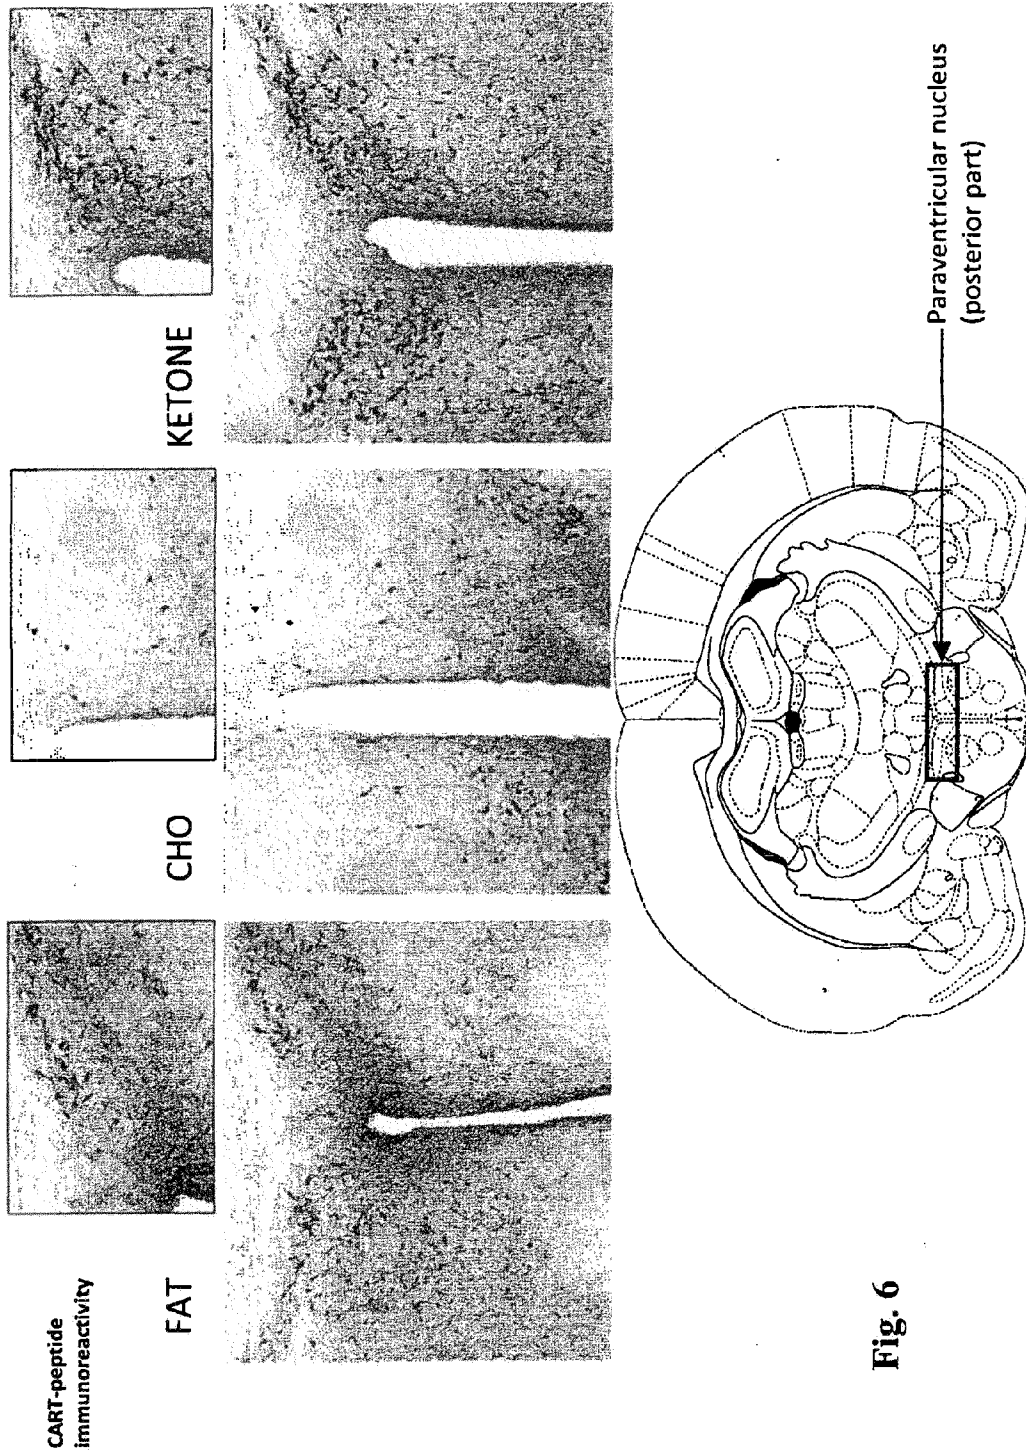 CART-peptide
immunoreactivity
FAT
CHO
KETONE
Paraventricular nucleus
(posterior part)
Fig. 6